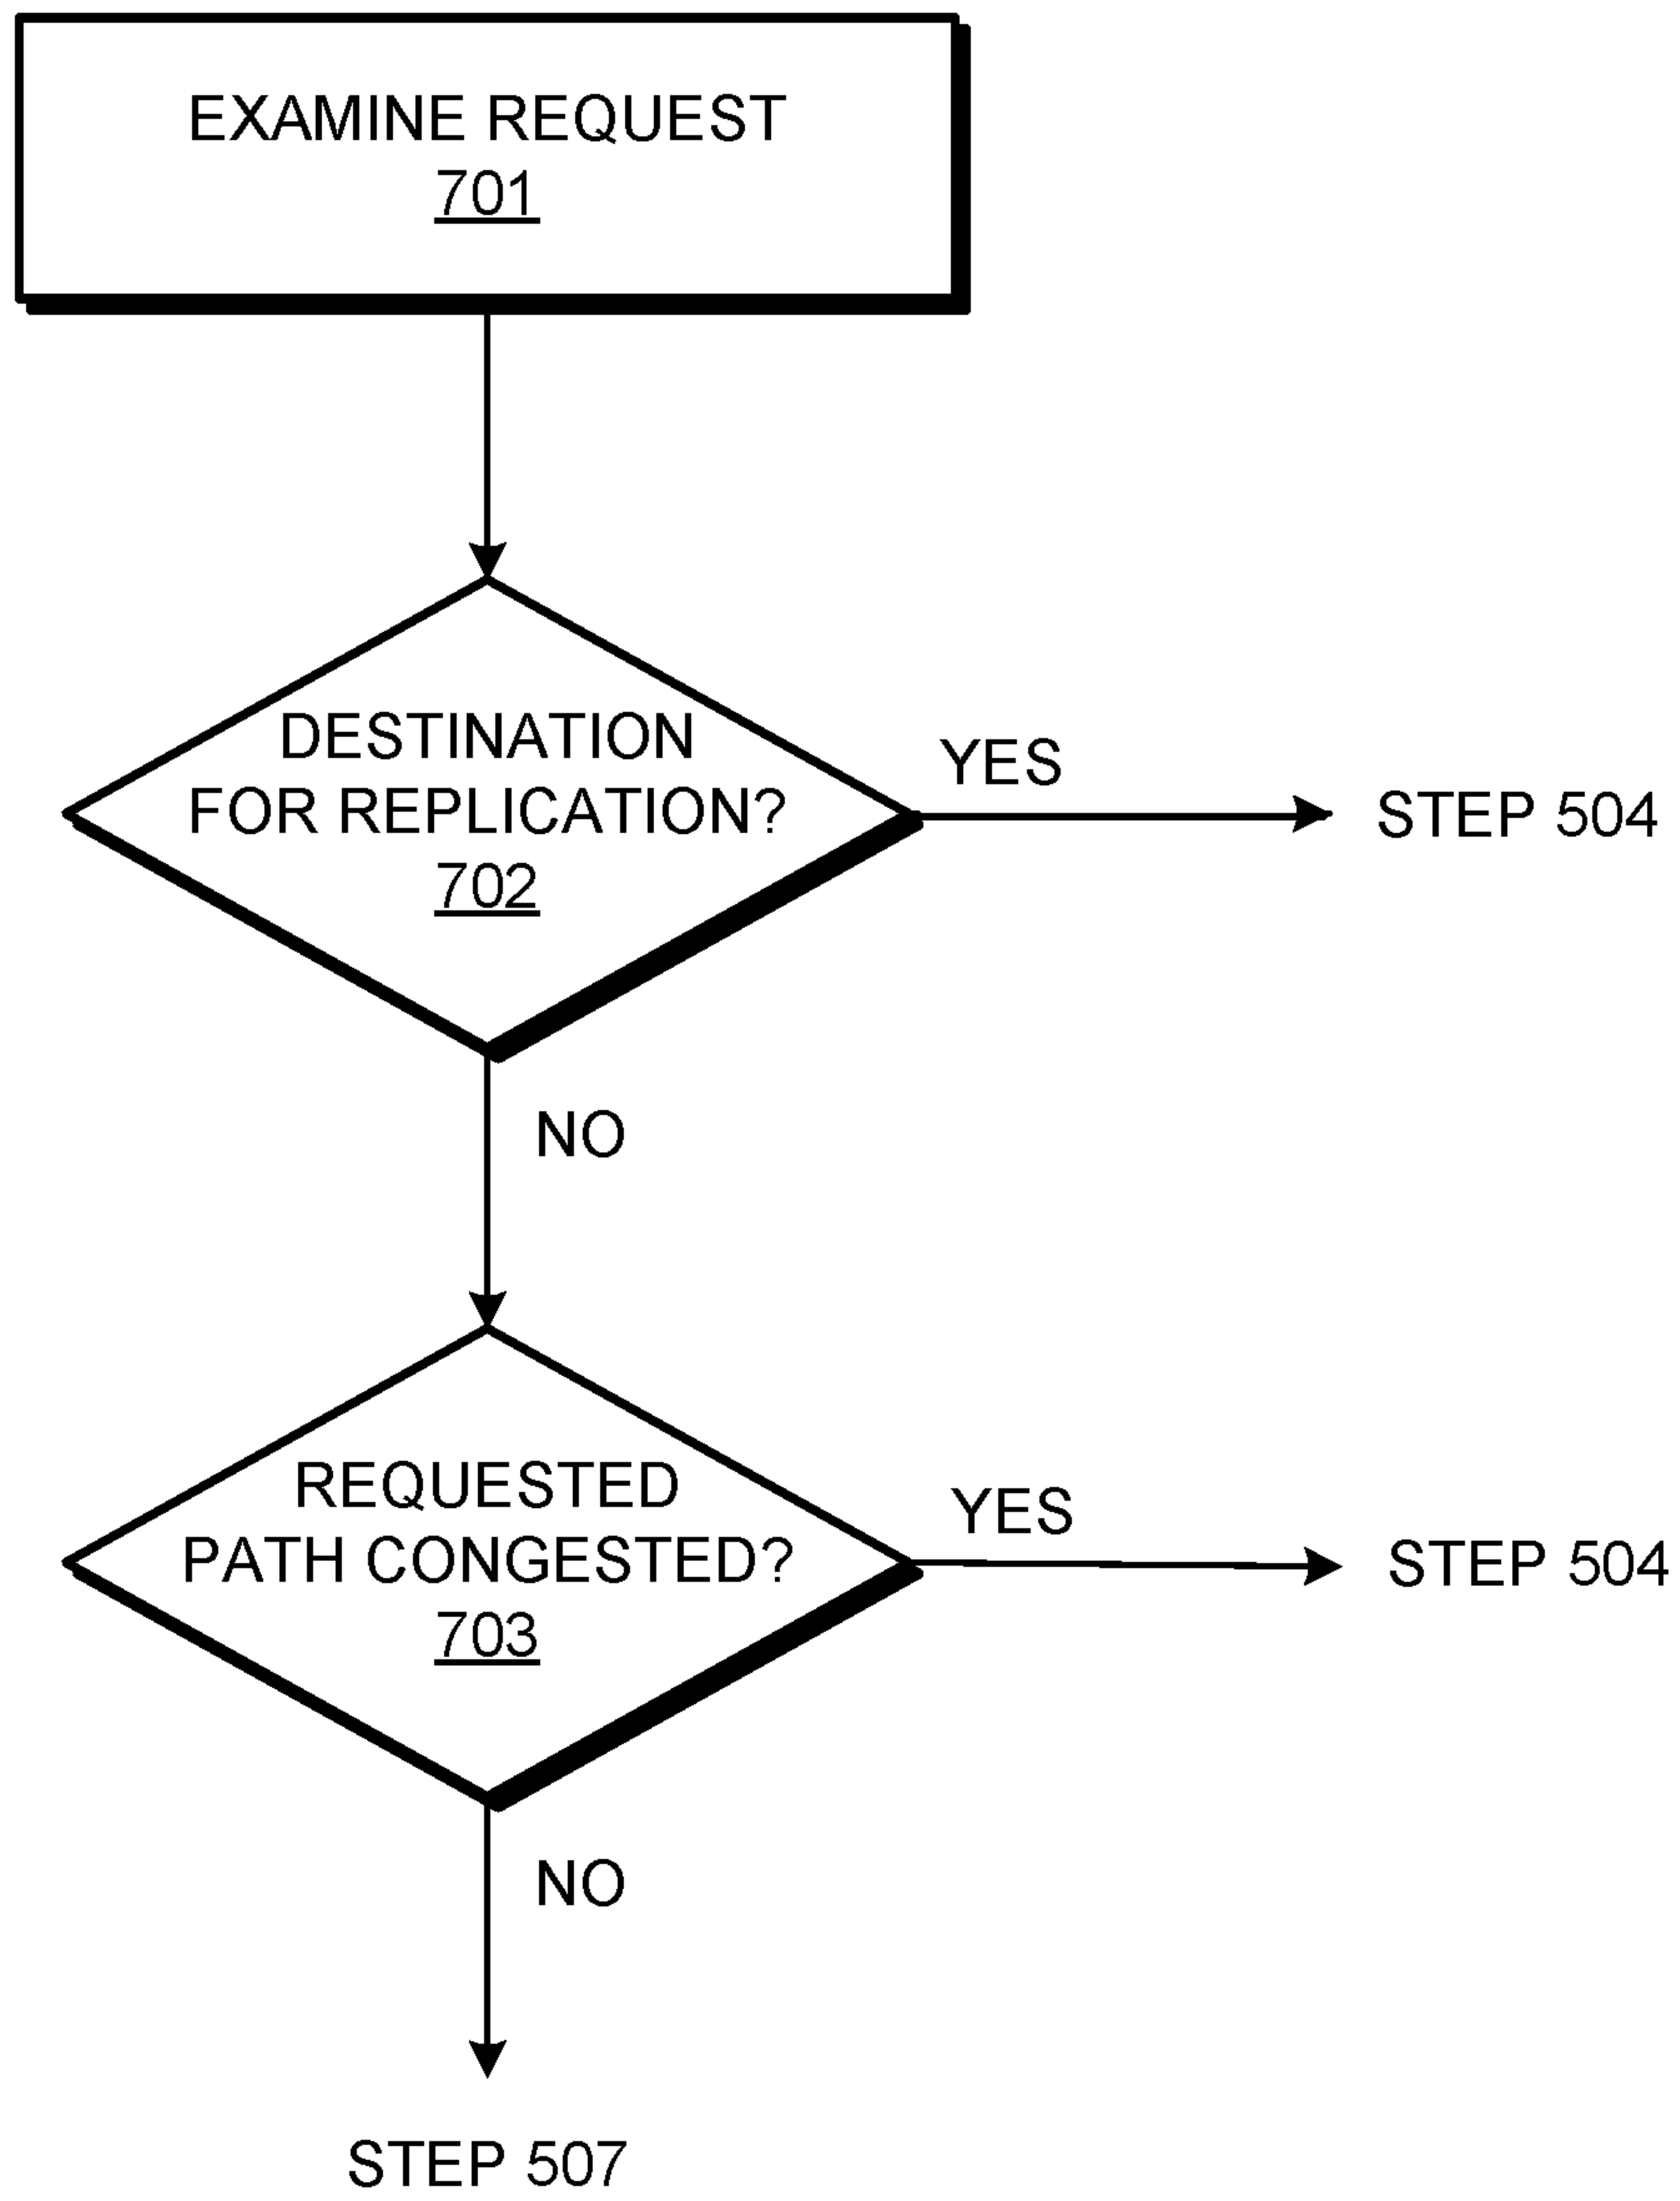 EXAMINE REQUEST
701
DESTINATION
FOR REPLICATION?
702
YES
STEP 504
NO
REQUESTED
PATH CONGESTED?
703
YES
STEP 504
NO
STEP 507